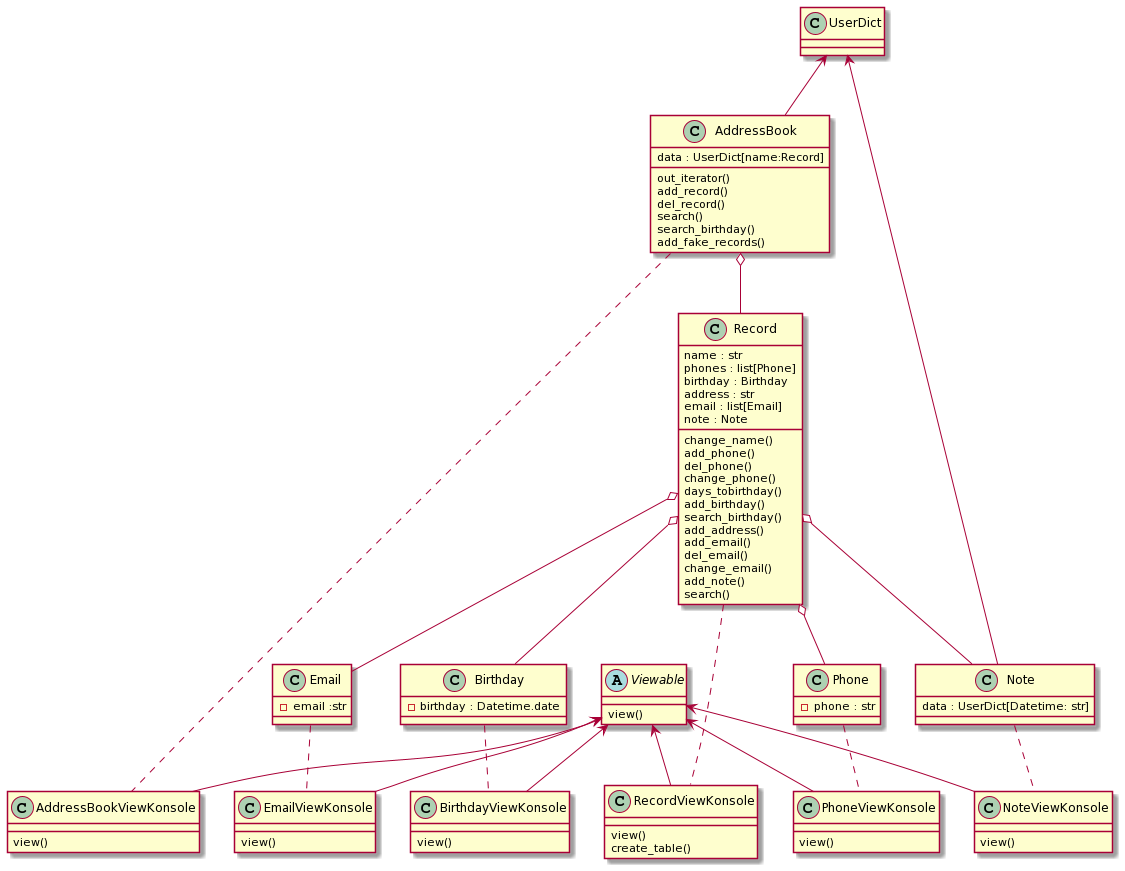 C UserDict
C AddressBook
data : UserDict[name:Record]
out_iterator()
add_record()
del_record()
search()
search_birthday()
add_fake_records()
C Record
name : str
phones : list[Phone]
birthday : Birthday
address : str
email : list[Email]
note : Note
change_name()
add_phone()
del_phone()
change_phone()
days_tobirthday()
add_birthday()
search_birthday()
add_address()
add_email()
del_email()
change_email()
add_note()
search()
C Email
email :str
C Birthday
birthday : Datetime.date
A Viewable
view()
C Phone
phone : str
C Note
data : UserDict[Datetime: str]
C AddressBookViewKonsole
view()
C EmailViewKonsole
view()
C BirthdayViewKonsole
view()
C RecordViewKonsole
view()
create_table()
C PhoneViewKonsole
view()
C NoteViewKonsole
view()